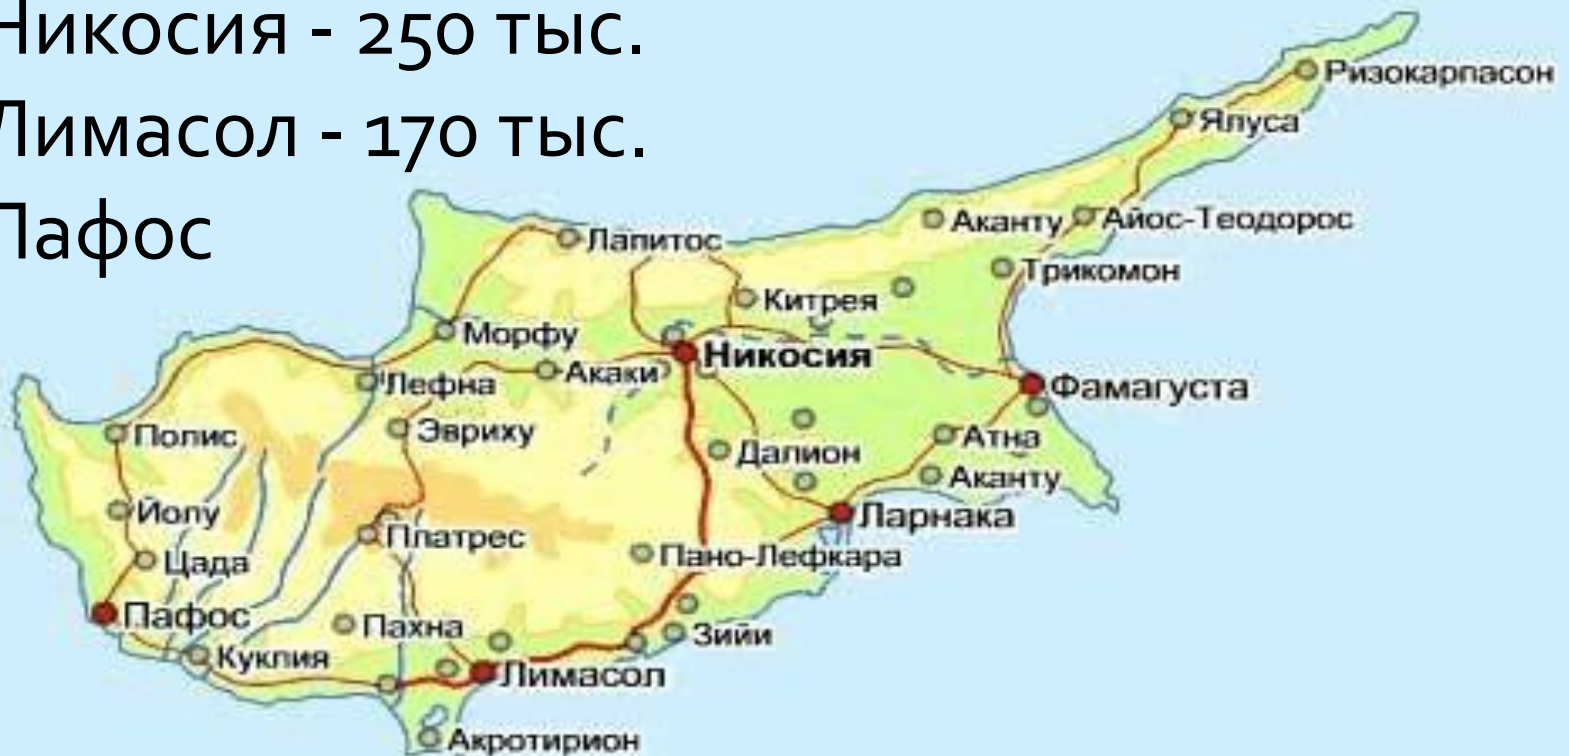 Никосия - 250 тыс.
Лимасол - 170 тыс.
Пафос
Ризокарпасон
Ялуса
Аканту
Айос-Теодорос
Лапитос
Трикомон
Китрея
Морфу
Никосия
Акаки
Лефна
Фамагуста
Полис
Эвриху
Атна
Далион
Аканту
Йолу
Ларнака
Платрес
Цада
Пано-Лефкара
Пафос
Пахна
Зийи
Куклия
Лимасол
Акротирион